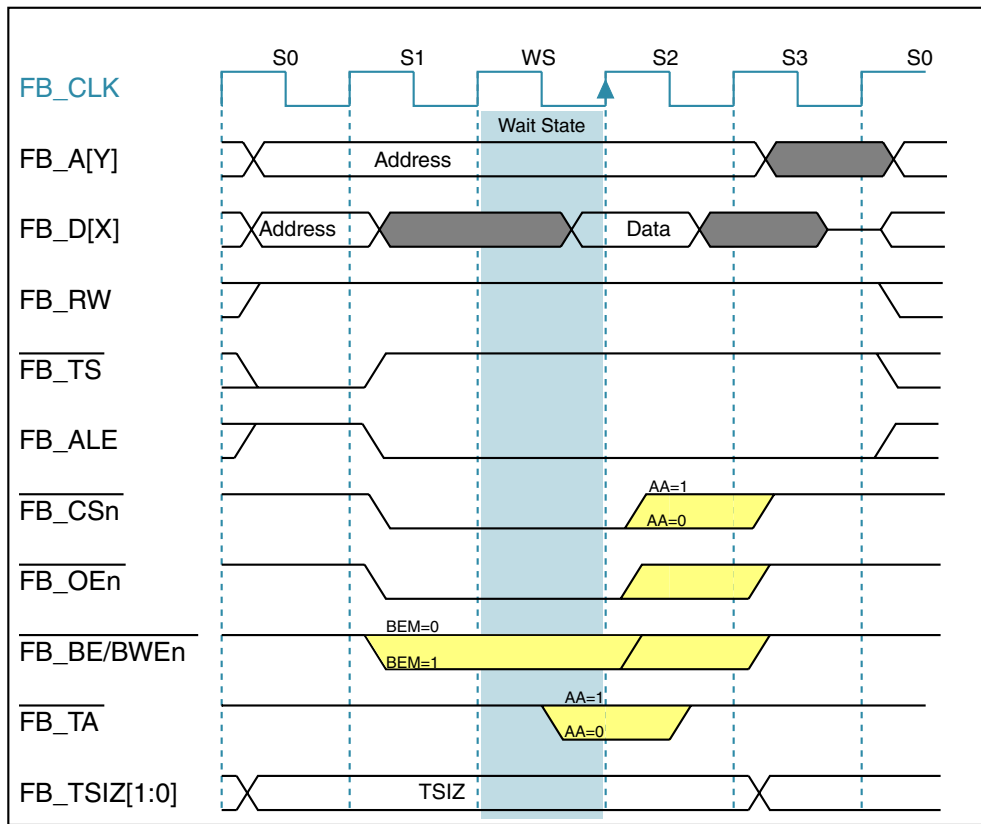 S0 S1 WS S2 S3 S0
FB_CLK
Wait State
FB_A[Y] Address
FB_D[X] Address Data
FB_RW
FB_TS
FB_ALE
AA=1
FB_CSn
AA=0
FB_OEn
BEM=0
FB_BE/BWEn
BEM=1
AA=1
FB_TA
AA=0
FB_TSIZ[1:0] TSIZ